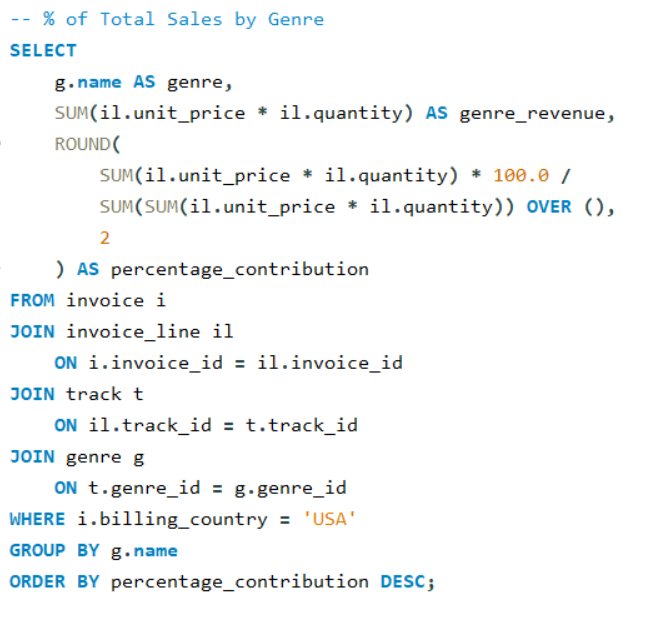 -- % of Total Sales by Genre
SELECT
    g.name AS genre,
    SUM(il.unit_price * il.quantity) AS genre_revenue,
    ROUND(
        SUM(il.unit_price * il.quantity) * 100.0 /
        SUM(SUM(il.unit_price * il.quantity)) OVER (),
        2
    ) AS percentage_contribution
FROM invoice i
JOIN invoice_line il
    ON i.invoice_id = il.invoice_id
JOIN track t
    ON il.track_id = t.track_id
JOIN genre g
    ON t.genre_id = g.genre_id
WHERE i.billing_country = 'USA'
GROUP BY g.name
ORDER BY percentage_contribution DESC;